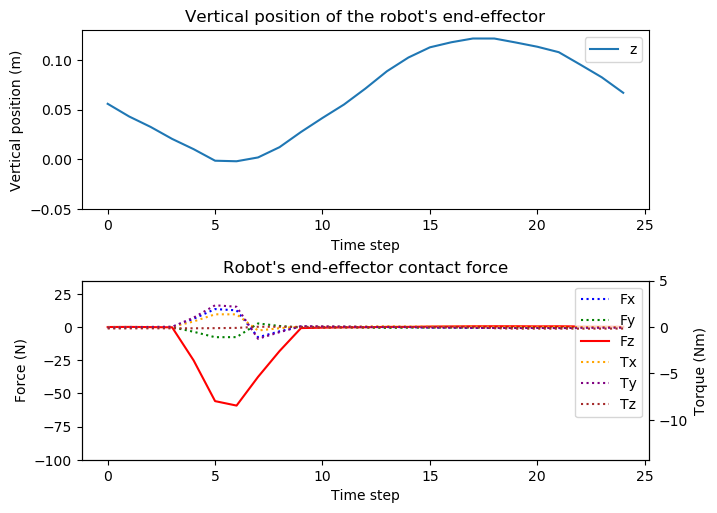 Vertical position of the robot's end-effector
z
Vertical position (m)
0.10
0.05
0.00
−0.05
0
5
10
15
20
25
Time step
Robot's end-effector contact force
Force (N)
25
0
−25
−50
−75
−100
Fx
Fy
Fz
Tx
Ty
Tz
5
0
−5
−10
Torque (Nm)
0
5
10
15
20
25
Time step